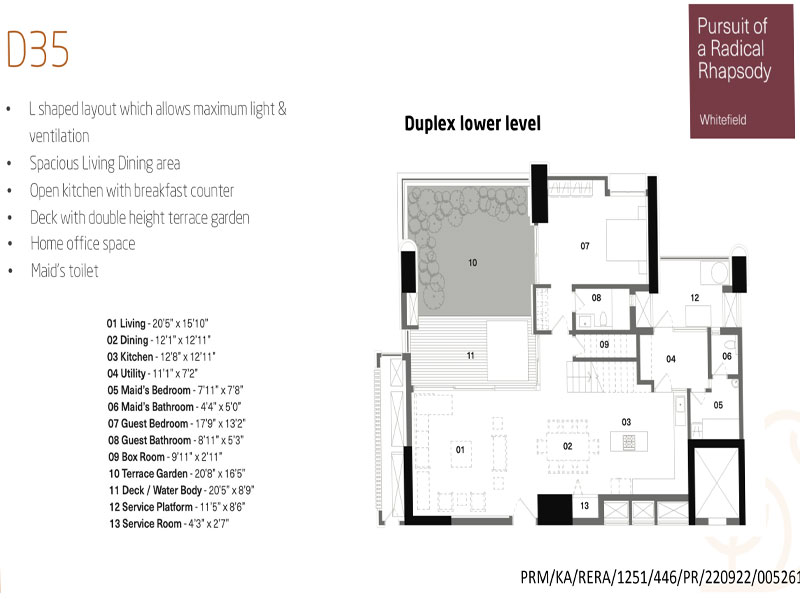 D35
Pursuit of
a Radical
Rhapsody
Whitefield
• L shaped layout which allows maximum light &
ventilation
• Spacious Living Dining area
• Open kitchen with breakfast counter
• Deck with double height terrace garden
• Home office space
• Maid's toilet
Duplex lower level
01 Living - 20'5" x 15'10"
02 Dining - 12'1" x 12'11"
03 Kitchen - 12'8" x 12'11"
04 Utility - 11'1" x 7'2"
05 Maid's Bedroom - 7'11" x 7'8"
06 Maid's Bathroom - 4'4" x 5'0"
07 Guest Bedroom - 17'9" x 13'2"
08 Guest Bathroom - 8'11" x 5'3"
09 Box Room - 9'11" x 2'11"
10 Terrace Garden - 20'8" x 16'5"
11 Deck / Water Body - 20'5" x 8'9"
12 Service Platform - 11'5" x 8'6"
13 Service Room - 4'3" x 2'7"
07
10
08
12
09
11
04
06
05
03
01
02
13
PRM/KA/RERA/1251/446/PR/220922/005261